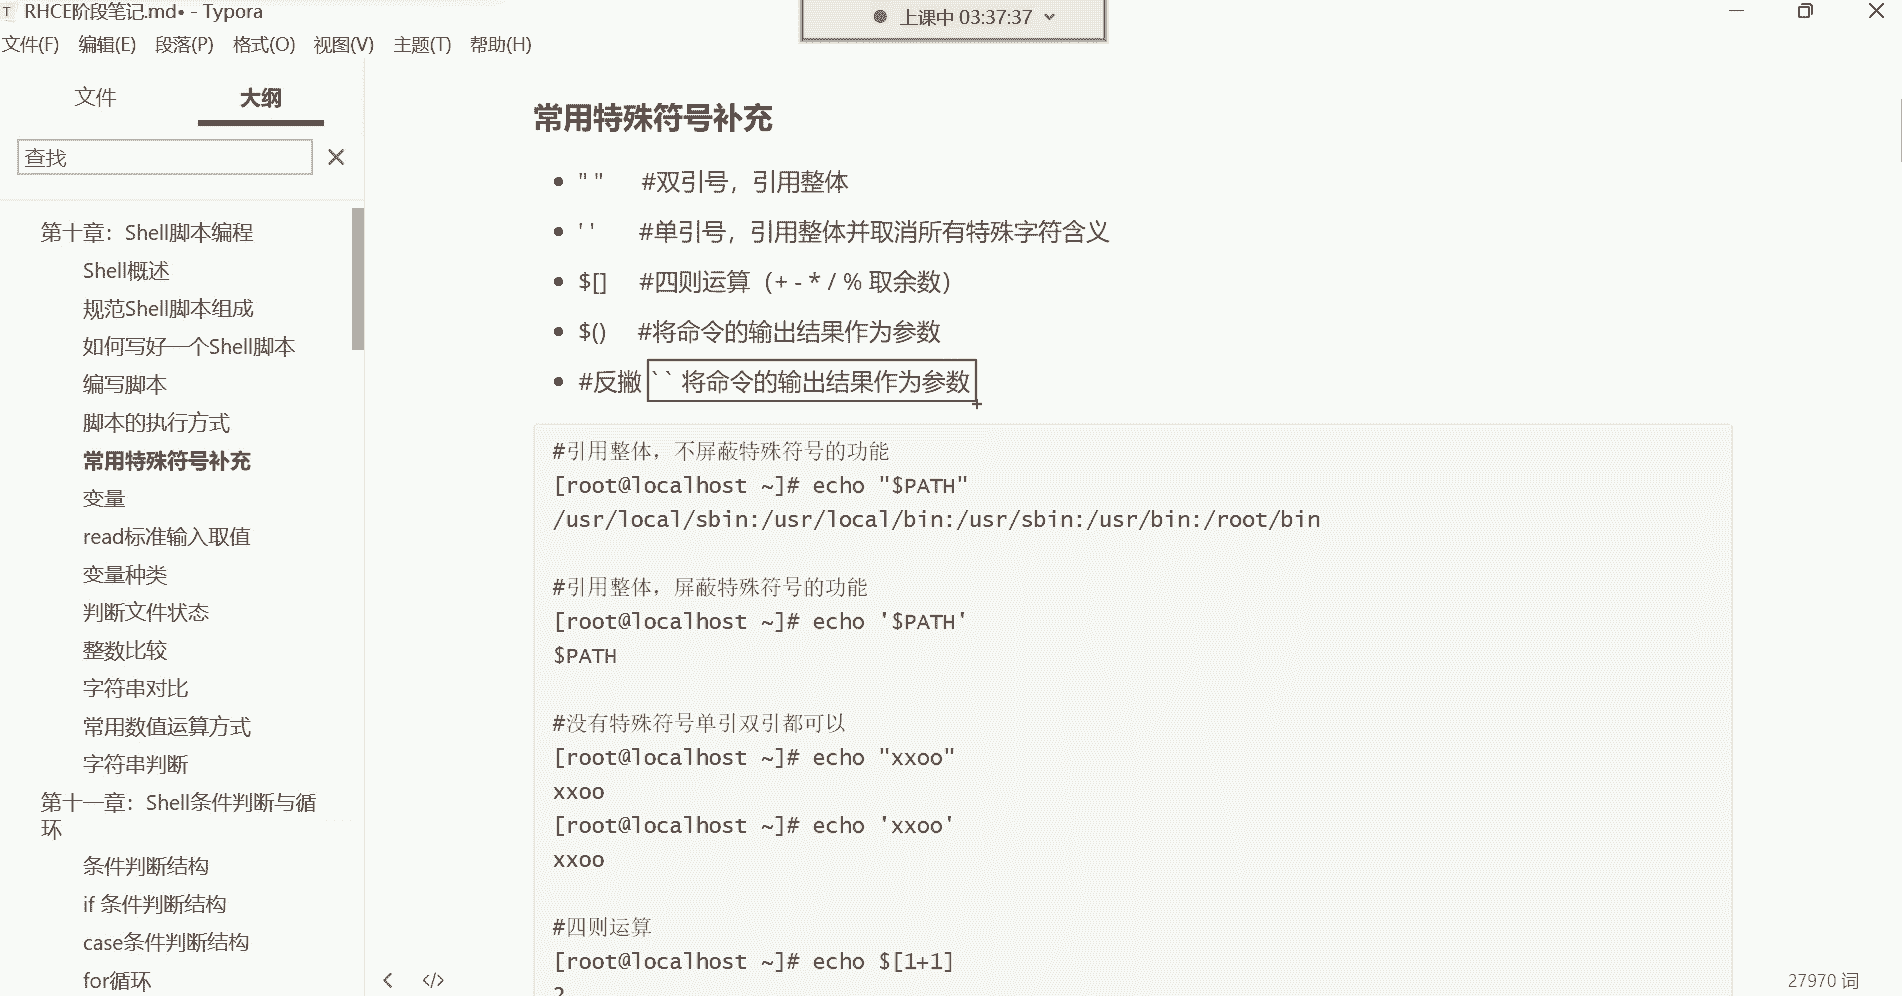 T RHCE阶段笔记.md• - Typora
上课中 03:37:37
文件(F) 编辑(E) 段落(P) 格式(O) 视图(V) 主题(T) 帮助(H)
文件 大纲
查找
第十章：Shell脚本编程
Shell概述
规范Shell脚本组成
如何写好一个Shell脚本
编写脚本
脚本的执行方式
常用特殊符号补充
变量
read标准输入取值
变量种类
判断文件状态
整数比较
字符串对比
常用数值运算方式
字符串判断
第十一章：Shell条件判断与循
环
条件判断结构
if 条件判断结构
case条件判断结构
for循环
常用特殊符号补充
• " " #双引号，引用整体
• ' ' #单引号，引用整体并取消所有特殊字符含义
• $[] #四则运算（+ - * / % 取余数）
• $() #将命令的输出结果作为参数
• #反撇 ` ` 将命令的输出结果作为参数
#引用整体，不屏蔽特殊符号的功能
[root@localhost ~]# echo "$PATH"
/usr/local/sbin:/usr/local/bin:/usr/sbin:/usr/bin:/root/bin
#引用整体，屏蔽特殊符号的功能
[root@localhost ~]# echo '$PATH'
$PATH
#没有特殊符号单引双引都可以
[root@localhost ~]# echo "xxoo"
xxoo
[root@localhost ~]# echo 'xxoo'
xxoo
#四则运算
[root@localhost ~]# echo $[1+1]
2
27970 词